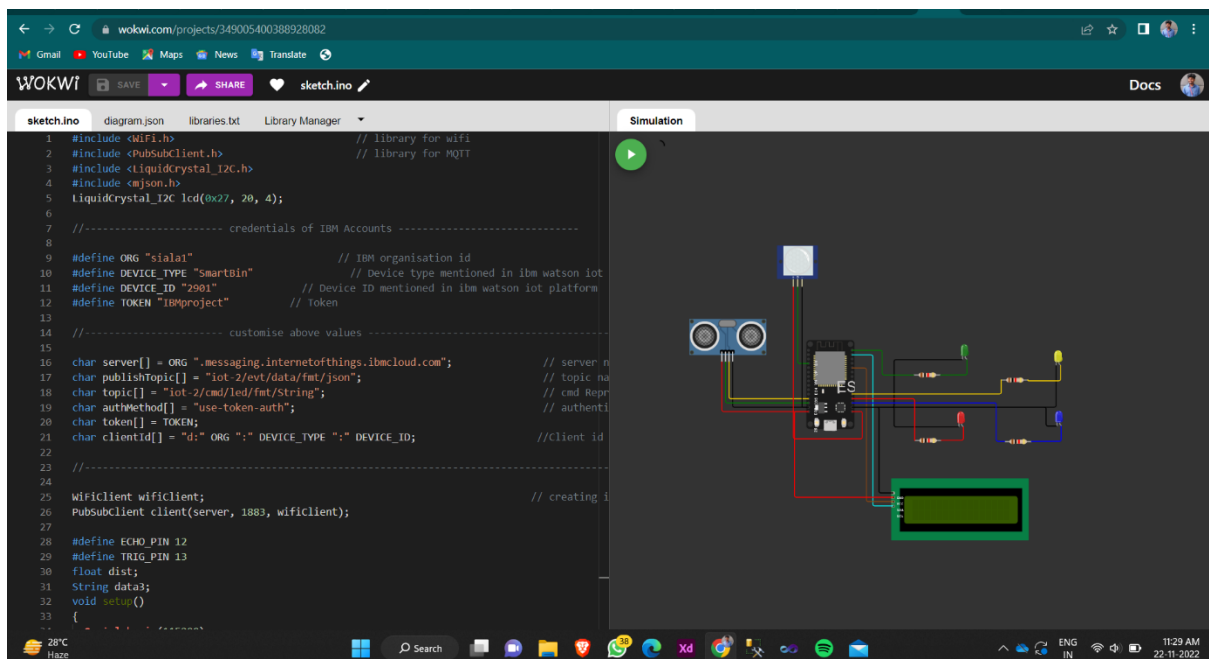 wokwi.com/projects/349005400388928082
Gmail YouTube Maps News Translate
WOKWi SAVE SHARE sketch.ino Docs
sketch.ino diagram.json libraries.txt Library Manager Simulation
1 #include <WiFi.h> // library for wifi
2 #include <PubSubClient.h> // library for MQTT
3 #include <LiquidCrystal_I2C.h>
4 #include <mjson.h>
5 LiquidCrystal_I2C lcd(0x27, 20, 4);
6
7 //----------------------- credentials of IBM Accounts ------------------------------
8
9 #define ORG "siala1" // IBM organisation id
10 #define DEVICE_TYPE "SmartBin" // Device type mentioned in ibm watson iot
11 #define DEVICE_ID "2901" // Device ID mentioned in ibm watson iot platform
12 #define TOKEN "IBMproject" // Token
13
14 //----------------------- customise above values ----------------------------------------
15
16 char server[] = ORG ".messaging.internetofthings.ibmcloud.com"; // server n
17 char publishTopic[] = "iot-2/evt/data/fmt/json"; // topic na
18 char topic[] = "iot-2/cmd/led/fmt/String"; // cmd Repr
19 char authMethod[] = "use-token-auth"; // authenti
20 char token[] = TOKEN;
21 char clientId[] = "d:" ORG ":" DEVICE_TYPE ":" DEVICE_ID; //Client id
22
23 //---------------------------------------------------------------------------------------
24
25 WiFiClient wifiClient; // creating i
26 PubSubClient client(server, 1883, wifiClient);
27
28 #define ECHO_PIN 12
29 #define TRIG_PIN 13
30 float dist;
31 String data3;
32 void setup()
33 {
ES
28°C
Haze
Search
38
Xd
ENG
IN
11:29 AM
22-11-2022